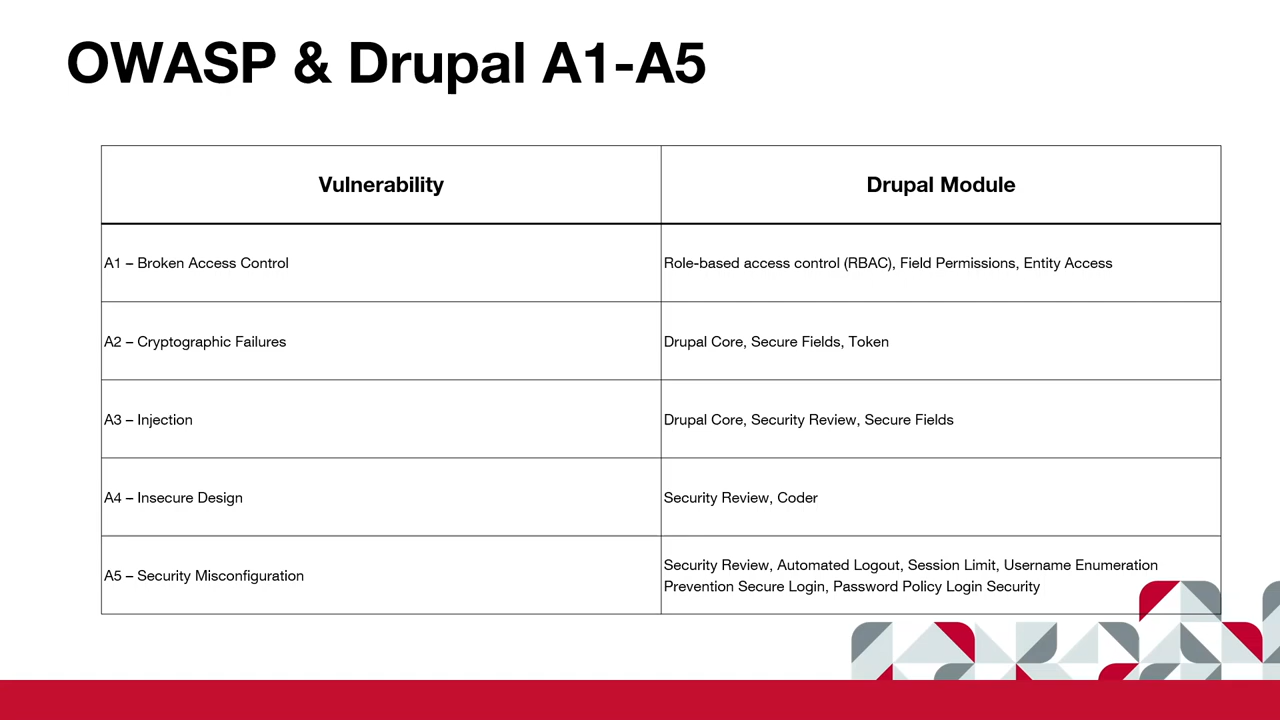 OWASP & Drupal A1-A5
Vulnerability
Drupal Module
A1 – Broken Access Control
Role-based access control (RBAC), Field Permissions, Entity Access
A2 – Cryptographic Failures
Drupal Core, Secure Fields, Token
A3 – Injection
Drupal Core, Security Review, Secure Fields
A4 – Insecure Design
Security Review, Coder
A5 – Security Misconfiguration
Security Review, Automated Logout, Session Limit, Username Enumeration
Prevention Secure Login, Password Policy Login Security